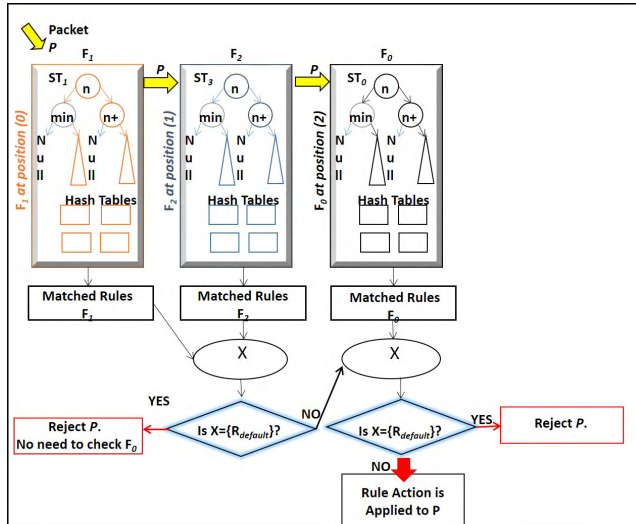 Packet
P
F1
P
F2
P
F0
F1 at position (0)
ST1
n
min
n+
N
u
ll
N
u
ll
Hash Tables
F2 at position (1)
ST3
n
min
n+
N
u
ll
N
u
ll
Hash Tables
F0 at position (2)
ST0
n
min
n+
N
u
ll
N
u
ll
Hash Tables
Matched Rules
F1
Matched Rules
F2
Matched Rules
F0
X
X
YES
Reject P.
No need to check F0
Is X={Rdefault}?
NO
Is X={Rdefault}?
YES
Reject P.
NO
Rule Action is
Applied to P